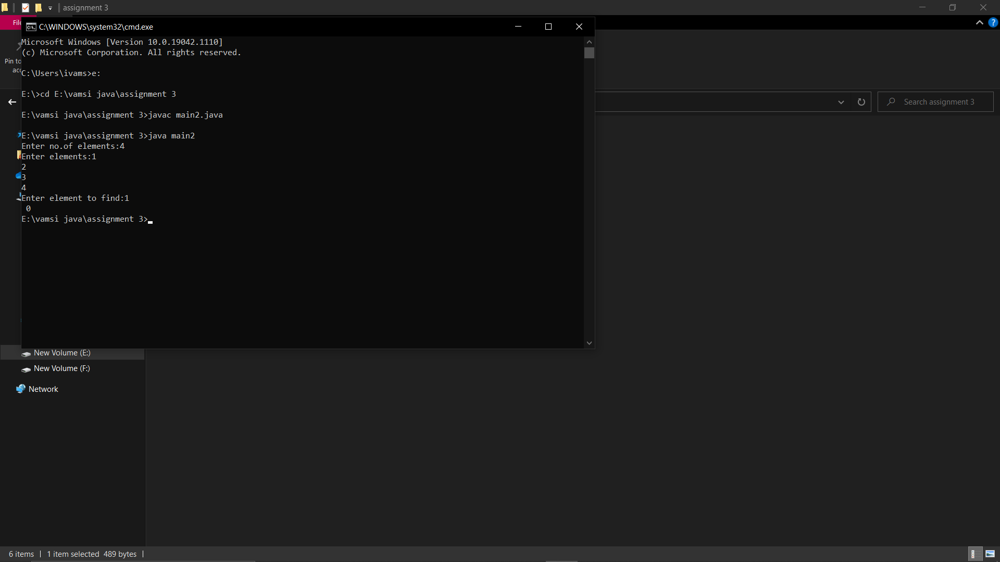 assignment 3
File
C:\WINDOWS\system32\cmd.exe
Microsoft Windows [Version 10.0.19042.1110]
(c) Microsoft Corporation. All rights reserved.
Pin to
C:\Users\ivams>e:
E:\>cd E:\vamsi java\assignment 3
Search assignment 3
E:\vamsi java\assignment 3>javac main2.java
E:\vamsi java\assignment 3>java main2
Enter no.of elements:4
Enter elements:1
2
3
4
Enter element to find:1
0
E:\vamsi java\assignment 3>
New Volume (E:)
New Volume (F:)
Network
6 items | 1 item selected 489 bytes |